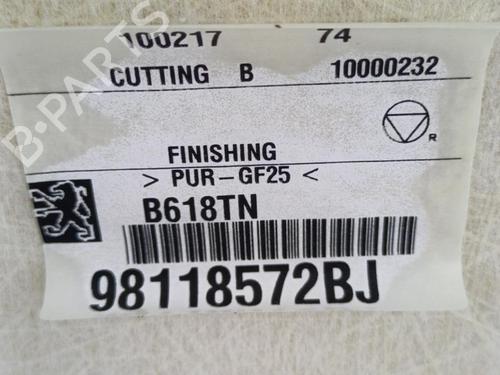 100217 74
CUTTING B 10000232
R
FINISHING
> PUR-GF25 <
B618TN
98118572BJ
B-PARTS